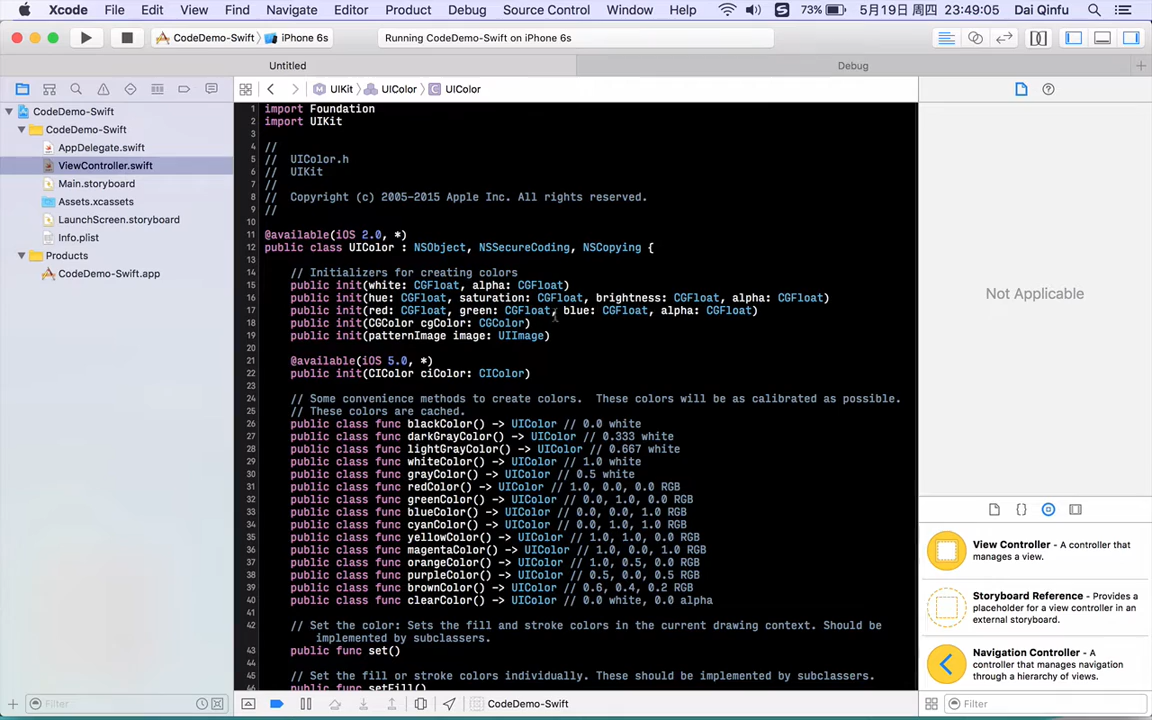 Xcode File Edit View Find Navigate Editor Product Debug Source Control Window Help 73% 5月19日 周四 23:49:05 Dai Qinfu
CodeDemo-Swift iPhone 6s Running CodeDemo-Swift on iPhone 6s
Untitled Debug
UIKit UIColor UIColor
CodeDemo-Swift
CodeDemo-Swift
AppDelegate.swift
ViewController.swift
Main.storyboard
Assets.xcassets
LaunchScreen.storyboard
Info.plist
Products
CodeDemo-Swift.app
1 import Foundation
2 import UIKit
3
4 //
5 // UIColor.h
6 // UIKit
7 //
8 // Copyright (c) 2005-2015 Apple Inc. All rights reserved.
9 //
10
11 @available(iOS 2.0, *)
12 public class UIColor : NSObject, NSSecureCoding, NSCopying {
13
14 // Initializers for creating colors
15 public init(white: CGFloat, alpha: CGFloat)
16 public init(hue: CGFloat, saturation: CGFloat, brightness: CGFloat, alpha: CGFloat)
17 public init(red: CGFloat, green: CGFloat, blue: CGFloat, alpha: CGFloat)
18 public init(CGColor cgColor: CGColor)
19 public init(patternImage image: UIImage)
20
21 @available(iOS 5.0, *)
22 public init(CIColor ciColor: CIColor)
23
24 // Some convenience methods to create colors. These colors will be as calibrated as possible.
25 // These colors are cached.
26 public class func blackColor() -> UIColor // 0.0 white
27 public class func darkGrayColor() -> UIColor // 0.333 white
28 public class func lightGrayColor() -> UIColor // 0.667 white
29 public class func whiteColor() -> UIColor // 1.0 white
30 public class func grayColor() -> UIColor // 0.5 white
31 public class func redColor() -> UIColor // 1.0, 0.0, 0.0 RGB
32 public class func greenColor() -> UIColor // 0.0, 1.0, 0.0 RGB
33 public class func blueColor() -> UIColor // 0.0, 0.0, 1.0 RGB
34 public class func cyanColor() -> UIColor // 0.0, 1.0, 1.0 RGB
35 public class func yellowColor() -> UIColor // 1.0, 1.0, 0.0 RGB
36 public class func magentaColor() -> UIColor // 1.0, 0.0, 1.0 RGB
37 public class func orangeColor() -> UIColor // 1.0, 0.5, 0.0 RGB
38 public class func purpleColor() -> UIColor // 0.5, 0.0, 0.5 RGB
39 public class func brownColor() -> UIColor // 0.6, 0.4, 0.2 RGB
40 public class func clearColor() -> UIColor // 0.0 white, 0.0 alpha
41
42 // Set the color: Sets the fill and stroke colors in the current drawing context. Should be
implemented by subclassers.
43 public func set()
44
45 // Set the fill or stroke colors individually. These should be implemented by subclassers.
46 public func setFill()
Not Applicable
View Controller - A controller that
manages a view.
Storyboard Reference - Provides a
placeholder for a view controller in an
external storyboard.
Navigation Controller - A
controller that manages navigation
through a hierarchy of views.
Filter CodeDemo-Swift Filter